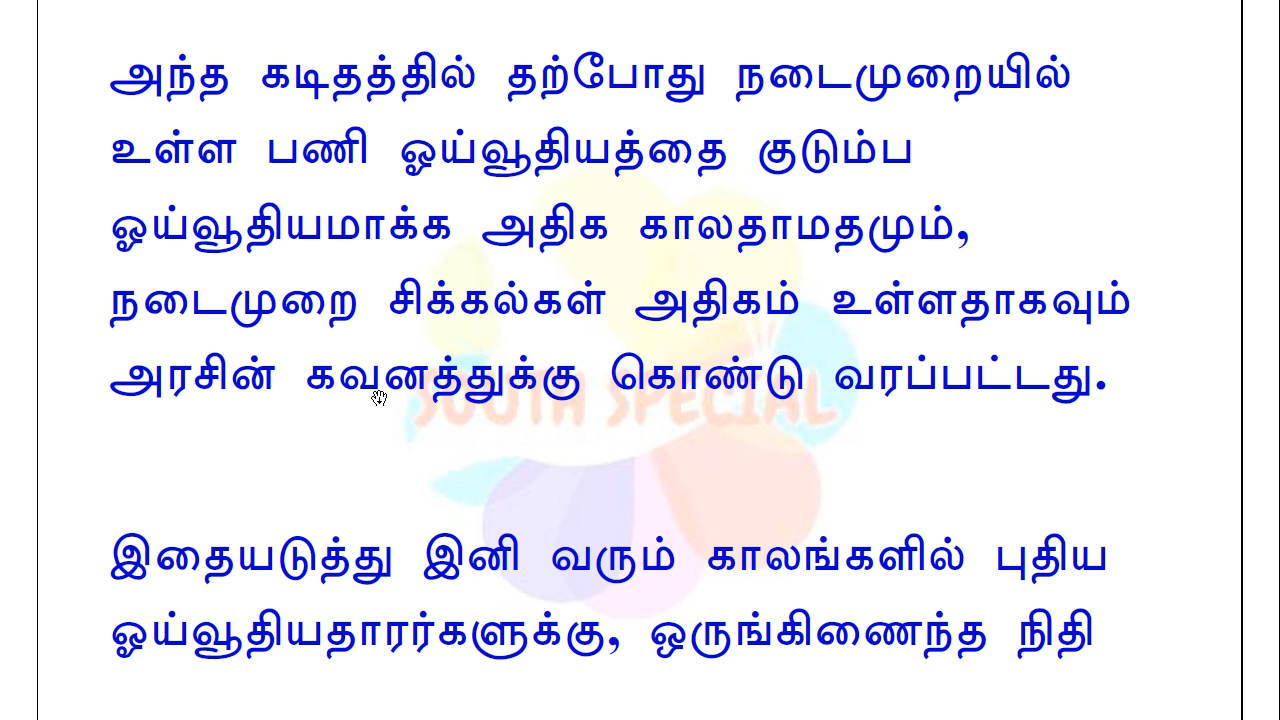 அந்த கடிதத்தில் தற்போது நடைமுறையில்
உள்ள பணி ஓய்வூதியத்தை குடும்ப
ஓய்வூதியமாக்க அதிக காலதாமதமும்,
நடைமுறை சிக்கல்கள் அதிகம் உள்ளதாகவும்
அரசின் கவனத்துக்கு கொண்டு வரப்பட்டது.
SOUTH SPECIAL
இதையடுத்து இனி வரும் காலங்களில் புதிய
ஓய்வூதியதாரர்களுக்கு, ஒருங்கிணைந்த நிதி